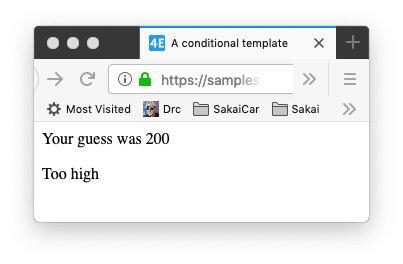 4E A conditional template
https://samples
Most Visited Drc SakaiCar Sakai
Your guess was 200
Too high